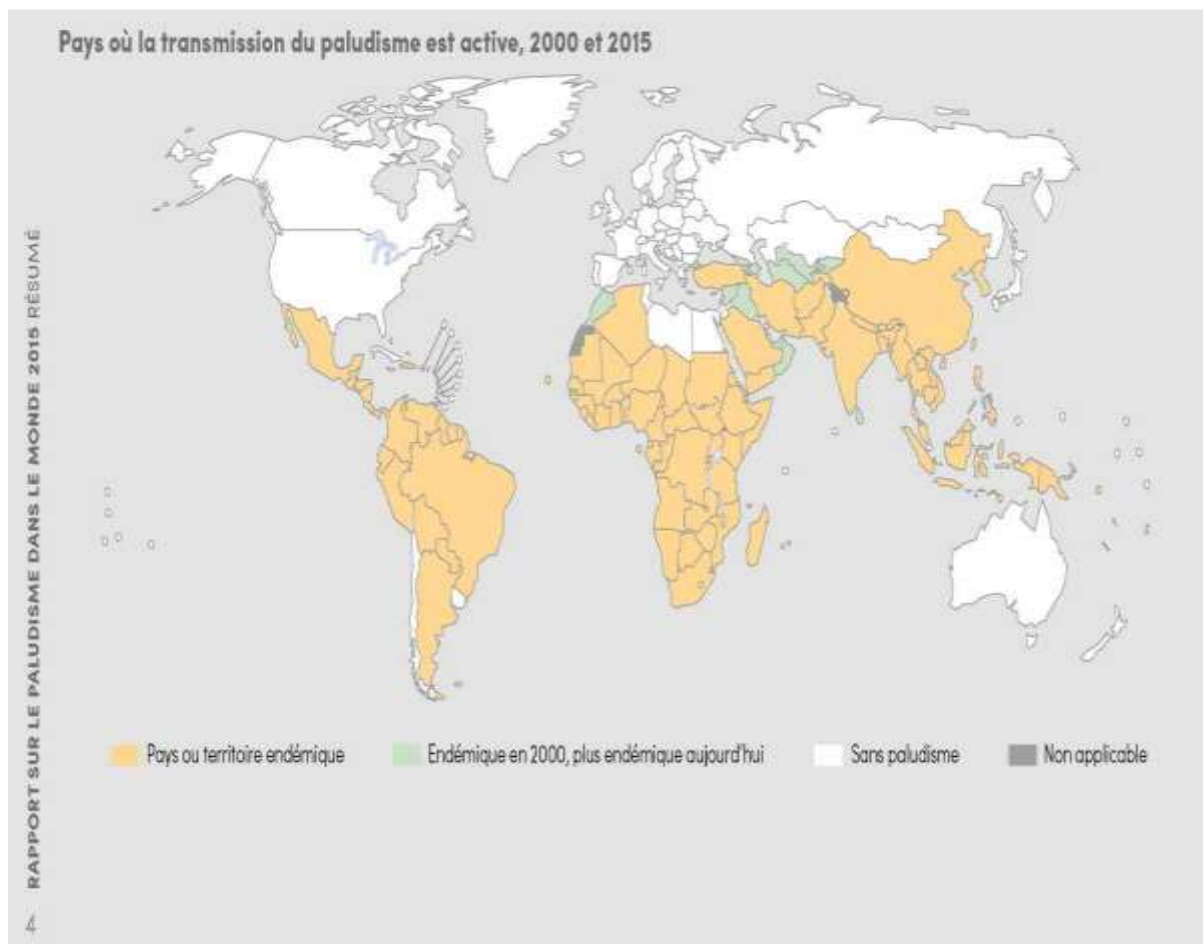 Pays où la transmission du paludisme est active, 2000 et 2015
Pays ou territoire endémique
Endémique en 2000, plus endémique aujourd'hui
Sans paludisme
Non applicable
RAPPORT SUR LE PALUDISME DANS LE MONDE 2015 RÉSUMÉ
4